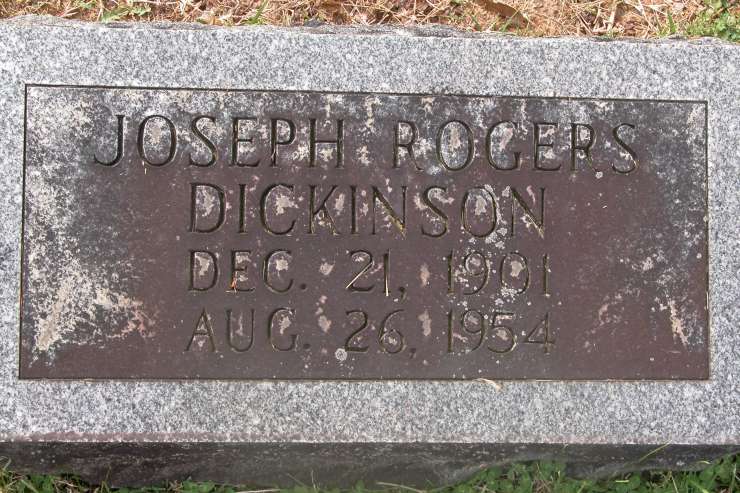 JOSEPH ROGERS
DICKINSON
DEC. 21, 1901
AUG. 26, 1954